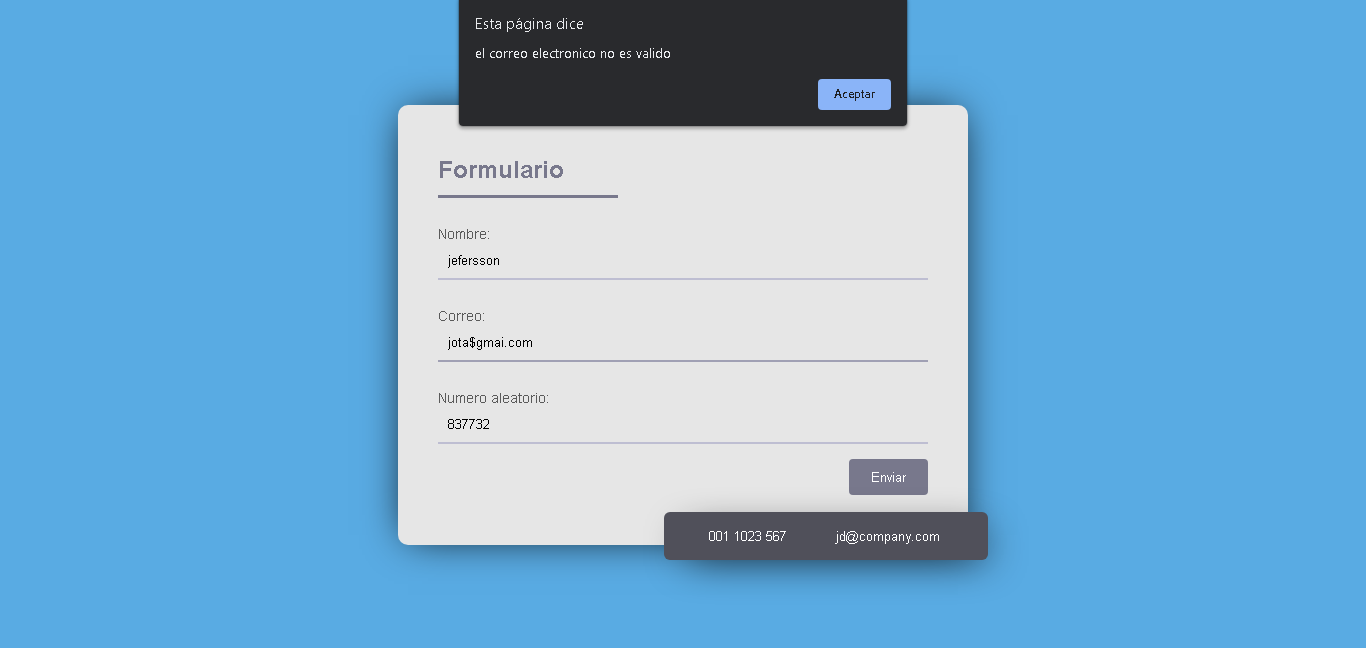 Esta página dice
el correo electronico no es valido
Aceptar
Formulario
Nombre:
jefersson
Correo:
jota$gmai.com
Numero aleatorio:
837732
Enviar
001 1023 567 jd@company.com